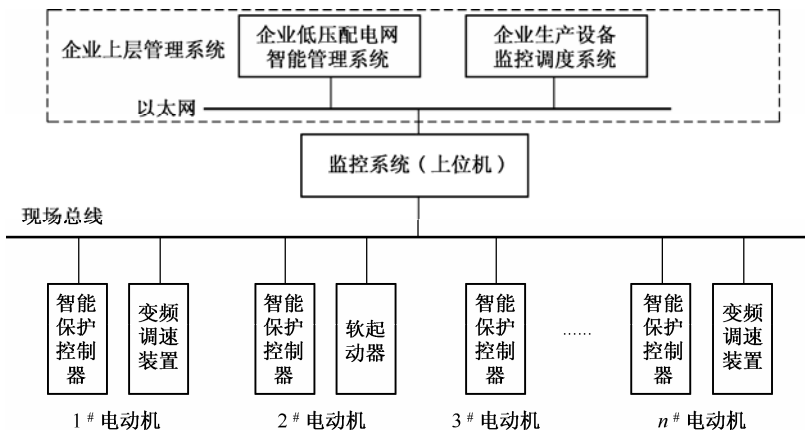 企业上层管理系统
企业低压配电网
智能管理系统
企业生产设备
监控调度系统
以太网
监控系统（上位机）
现场总线
智能
保护
控制
器
变频
调速
装置
智能
保护
控制
器
软起
动器
智能
保护
控制
器
……
智能
保护
控制
器
变频
调速
装置
1#电动机
2#电动机
3#电动机
n#电动机